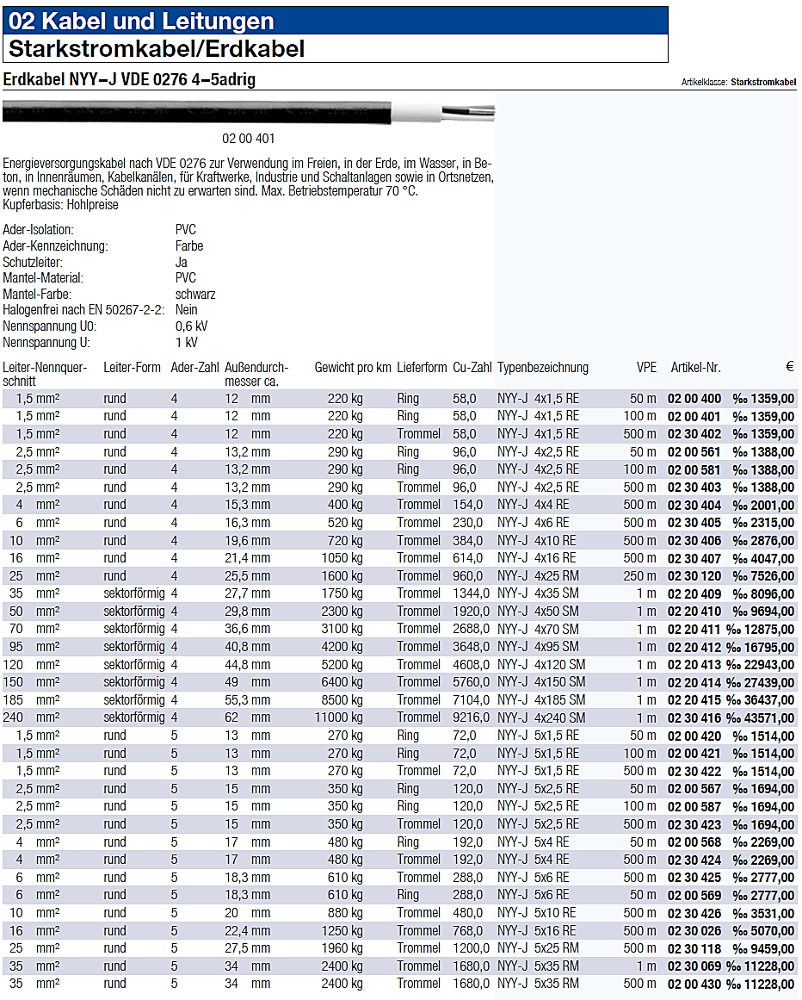 02 Kabel und Leitungen
Starkstromkabel/Erdkabel
Erdkabel NYY–J VDE 0276 4–5adrig
Artikelklasse: Starkstromkabel
02 00 401
Energieversorgungskabel nach VDE 0276 zur Verwendung im Freien, in der Erde, im Wasser, in Be-
ton, in Innenräumen, Kabelkanälen, für Kraftwerke, Industrie und Schaltanlagen sowie in Ortsnetzen,
wenn mechanische Schäden nicht zu erwarten sind. Max. Betriebstemperatur 70 °C.
Kupferbasis: Hohlpreise
Ader-Isolation: PVC
Ader-Kennzeichnung: Farbe
Schutzleiter: Ja
Mantel-Material: PVC
Mantel-Farbe: schwarz
Halogenfrei nach EN 50267-2-2: Nein
Nennspannung U0: 0,6 kV
Nennspannung U: 1 kV
Leiter-Nennquer- Leiter-Form Ader-Zahl Außendurch- Gewicht pro km Lieferform Cu-Zahl Typenbezeichnung VPE Artikel-Nr. €
schnitt messer ca.
1,5 mm² rund 4 12 mm 220 kg Ring 58,0 NYY-J 4x1,5 RE 50 m 02 00 400 ‰ 1359,00
1,5 mm² rund 4 12 mm 220 kg Ring 58,0 NYY-J 4x1,5 RE 100 m 02 00 401 ‰ 1359,00
1,5 mm² rund 4 12 mm 220 kg Trommel 58,0 NYY-J 4x1,5 RE 500 m 02 30 402 ‰ 1359,00
2,5 mm² rund 4 13,2 mm 290 kg Ring 96,0 NYY-J 4x2,5 RE 50 m 02 00 561 ‰ 1388,00
2,5 mm² rund 4 13,2 mm 290 kg Ring 96,0 NYY-J 4x2,5 RE 100 m 02 00 581 ‰ 1388,00
2,5 mm² rund 4 13,2 mm 290 kg Trommel 96,0 NYY-J 4x2,5 RE 500 m 02 30 403 ‰ 1388,00
4 mm² rund 4 15,3 mm 400 kg Trommel 154,0 NYY-J 4x4 RE 500 m 02 30 404 ‰ 2001,00
6 mm² rund 4 16,3 mm 520 kg Trommel 230,0 NYY-J 4x6 RE 500 m 02 30 405 ‰ 2315,00
10 mm² rund 4 19,6 mm 720 kg Trommel 384,0 NYY-J 4x10 RE 500 m 02 30 406 ‰ 2876,00
16 mm² rund 4 21,4 mm 1050 kg Trommel 614,0 NYY-J 4x16 RE 500 m 02 30 407 ‰ 4047,00
25 mm² rund 4 25,5 mm 1600 kg Trommel 960,0 NYY-J 4x25 RM 250 m 02 30 120 ‰ 7526,00
35 mm² sektorförmig 4 27,7 mm 1750 kg Trommel 1344,0 NYY-J 4x35 SM 1 m 02 20 409 ‰ 8096,00
50 mm² sektorförmig 4 29,8 mm 2300 kg Trommel 1920,0 NYY-J 4x50 SM 1 m 02 20 410 ‰ 9694,00
70 mm² sektorförmig 4 36,6 mm 3100 kg Trommel 2688,0 NYY-J 4x70 SM 1 m 02 20 411 ‰ 12875,00
95 mm² sektorförmig 4 40,8 mm 4200 kg Trommel 3648,0 NYY-J 4x95 SM 1 m 02 20 412 ‰ 16795,00
120 mm² sektorförmig 4 44,8 mm 5200 kg Trommel 4608,0 NYY-J 4x120 SM 1 m 02 20 413 ‰ 22943,00
150 mm² sektorförmig 4 49 mm 6400 kg Trommel 5760,0 NYY-J 4x150 SM 1 m 02 20 414 ‰ 27439,00
185 mm² sektorförmig 4 55,3 mm 8500 kg Trommel 7104,0 NYY-J 4x185 SM 1 m 02 20 415 ‰ 36437,00
240 mm² sektorförmig 4 62 mm 11000 kg Trommel 9216,0 NYY-J 4x240 SM 1 m 02 30 416 ‰ 43571,00
1,5 mm² rund 5 13 mm 270 kg Ring 72,0 NYY-J 5x1,5 RE 50 m 02 00 420 ‰ 1514,00
1,5 mm² rund 5 13 mm 270 kg Ring 72,0 NYY-J 5x1,5 RE 100 m 02 00 421 ‰ 1514,00
1,5 mm² rund 5 13 mm 270 kg Trommel 72,0 NYY-J 5x1,5 RE 500 m 02 30 422 ‰ 1514,00
2,5 mm² rund 5 15 mm 350 kg Ring 120,0 NYY-J 5x2,5 RE 50 m 02 00 567 ‰ 1694,00
2,5 mm² rund 5 15 mm 350 kg Ring 120,0 NYY-J 5x2,5 RE 100 m 02 00 587 ‰ 1694,00
2,5 mm² rund 5 15 mm 350 kg Trommel 120,0 NYY-J 5x2,5 RE 500 m 02 30 423 ‰ 1694,00
4 mm² rund 5 17 mm 480 kg Ring 192,0 NYY-J 5x4 RE 50 m 02 00 568 ‰ 2269,00
4 mm² rund 5 17 mm 480 kg Trommel 192,0 NYY-J 5x4 RE 500 m 02 30 424 ‰ 2269,00
6 mm² rund 5 18,3 mm 610 kg Trommel 288,0 NYY-J 5x6 RE 500 m 02 30 425 ‰ 2777,00
6 mm² rund 5 18,3 mm 610 kg Ring 288,0 NYY-J 5x6 RE 50 m 02 00 569 ‰ 2777,00
10 mm² rund 5 20 mm 880 kg Trommel 480,0 NYY-J 5x10 RE 500 m 02 30 426 ‰ 3531,00
16 mm² rund 5 22,4 mm 1250 kg Trommel 768,0 NYY-J 5x16 RE 500 m 02 30 026 ‰ 5070,00
25 mm² rund 5 27,5 mm 1960 kg Trommel 1200,0 NYY-J 5x25 RM 500 m 02 30 118 ‰ 9459,00
35 mm² rund 5 34 mm 2400 kg Trommel 1680,0 NYY-J 5x35 RM 1 m 02 30 069 ‰ 11228,00
35 mm² rund 5 34 mm 2400 kg Trommel 1680,0 NYY-J 5x35 RM 500 m 02 00 430 ‰ 11228,00